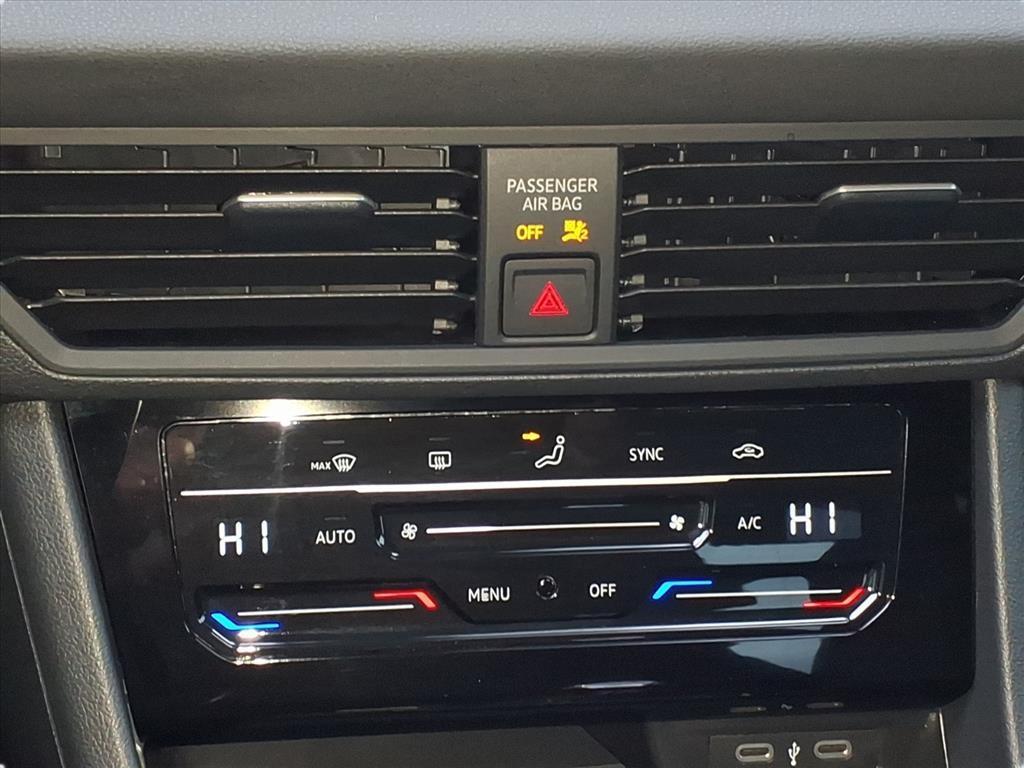 PASSENGER
AIR BAG
OFF
MAX
SYNC
HI AUTO A/C HI
MENU OFF